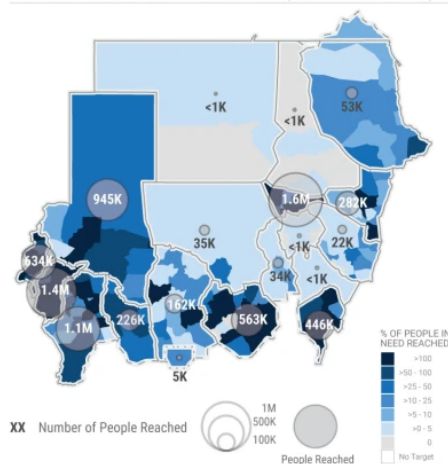 <1K
<1K
53K
945K
1.6M
282K
35K
<1K
22K
634K
34K
<1K
1.4M
162K
1.1M
226K
563K
446K
5K
% OF PEOPLE IN
NEED REACHED
>100
>50 - 100
>25 - 50
>10 - 25
>5 - 10
>0 - 5
0
No Target
XX Number of People Reached
1M
500K
100K
People Reached